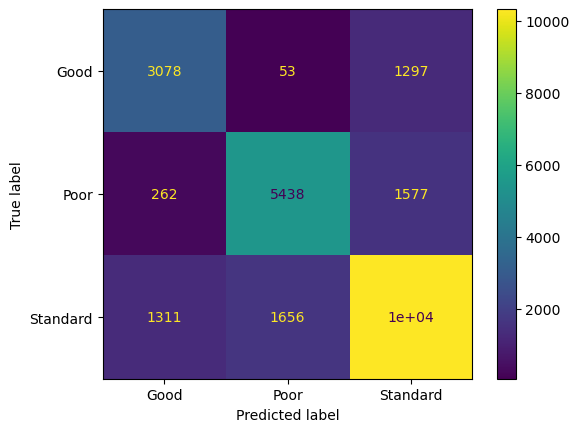 10000
Good
3078
53
1297
8000
6000
Poor
262
5438
1577
True label
4000
Standard
1311
1656
1e+04
2000
Good
Poor
Standard
Predicted label